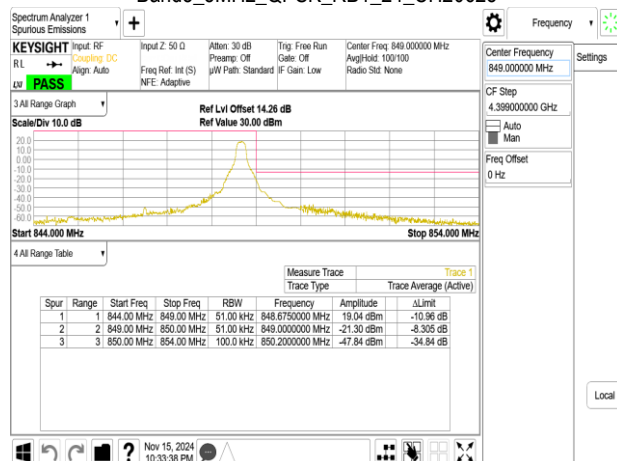 Spectrum Analyzer 1
Spurious Emissions
Frequency
KEYSIGHT
Input: RF
Coupling: DC
Align: Auto
Input Z: 50 Ω
Freq Ref: Int (S)
NFE: Adaptive
Atten: 30 dB
Preamp: Off
µW Path: Standard
Trig: Free Run
Gate: Off
IF Gain: Low
Center Freq: 849.000000 MHz
Avg|Hold: 100/100
Radio Std: None
RL
LXI
PASS
Center Frequency
849.000000 MHz
Settings
CF Step
4.399000000 GHz
Auto
Man
Freq Offset
0 Hz
3 All Range Graph
Ref Lvl Offset 14.26 dB
Scale/Div 10.0 dB
Ref Value 30.00 dBm
20.0
10.0
0.00
-10.0
-20.0
-30.0
-40.0
-50.0
-60.0
Start 844.000 MHz
Stop 854.000 MHz
4 All Range Table
Measure Trace Trace 1
Trace Type Trace Average (Active)
Spur Range Start Freq Stop Freq RBW Frequency Amplitude ΔLimit
1 1 844.00 MHz 849.00 MHz 51.00 kHz 848.6750000 MHz 19.04 dBm -10.96 dB
2 2 849.00 MHz 850.00 MHz 51.00 kHz 849.0000000 MHz -21.30 dBm -8.305 dB
3 3 850.00 MHz 854.00 MHz 100.0 kHz 850.2000000 MHz -47.84 dBm -34.84 dB
Local
Nov 15, 2024
10:33:38 PM